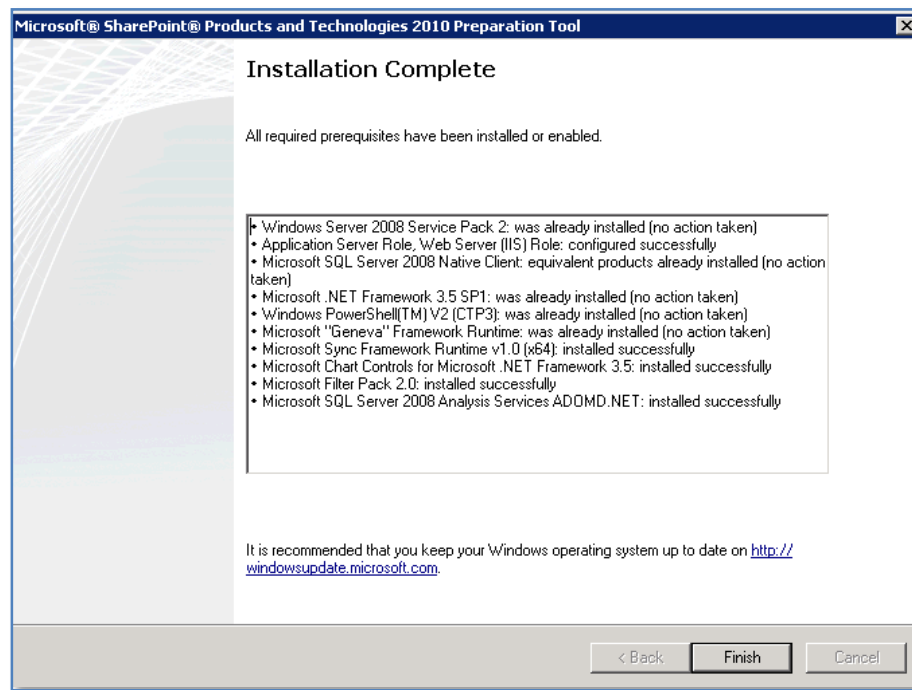 Microsoft® SharePoint® Products and Technologies 2010 Preparation Tool
Installation Complete
All required prerequisites have been installed or enabled.
• Windows Server 2008 Service Pack 2: was already installed (no action taken)
• Application Server Role, Web Server (IIS) Role: configured successfully
• Microsoft SQL Server 2008 Native Client: equivalent products already installed (no action
taken)
• Microsoft .NET Framework 3.5 SP1: was already installed (no action taken)
• Windows PowerShell(TM) V2 (CTP3): was already installed (no action taken)
• Microsoft "Geneva" Framework Runtime: was already installed (no action taken)
• Microsoft Sync Framework Runtime v1.0 (x64): installed successfully
• Microsoft Chart Controls for Microsoft .NET Framework 3.5: installed successfully
• Microsoft Filter Pack 2.0: installed successfully
• Microsoft SQL Server 2008 Analysis Services ADOMD.NET: installed successfully
It is recommended that you keep your Windows operating system up to date on http://
windowsupdate.microsoft.com.
< Back Finish Cancel